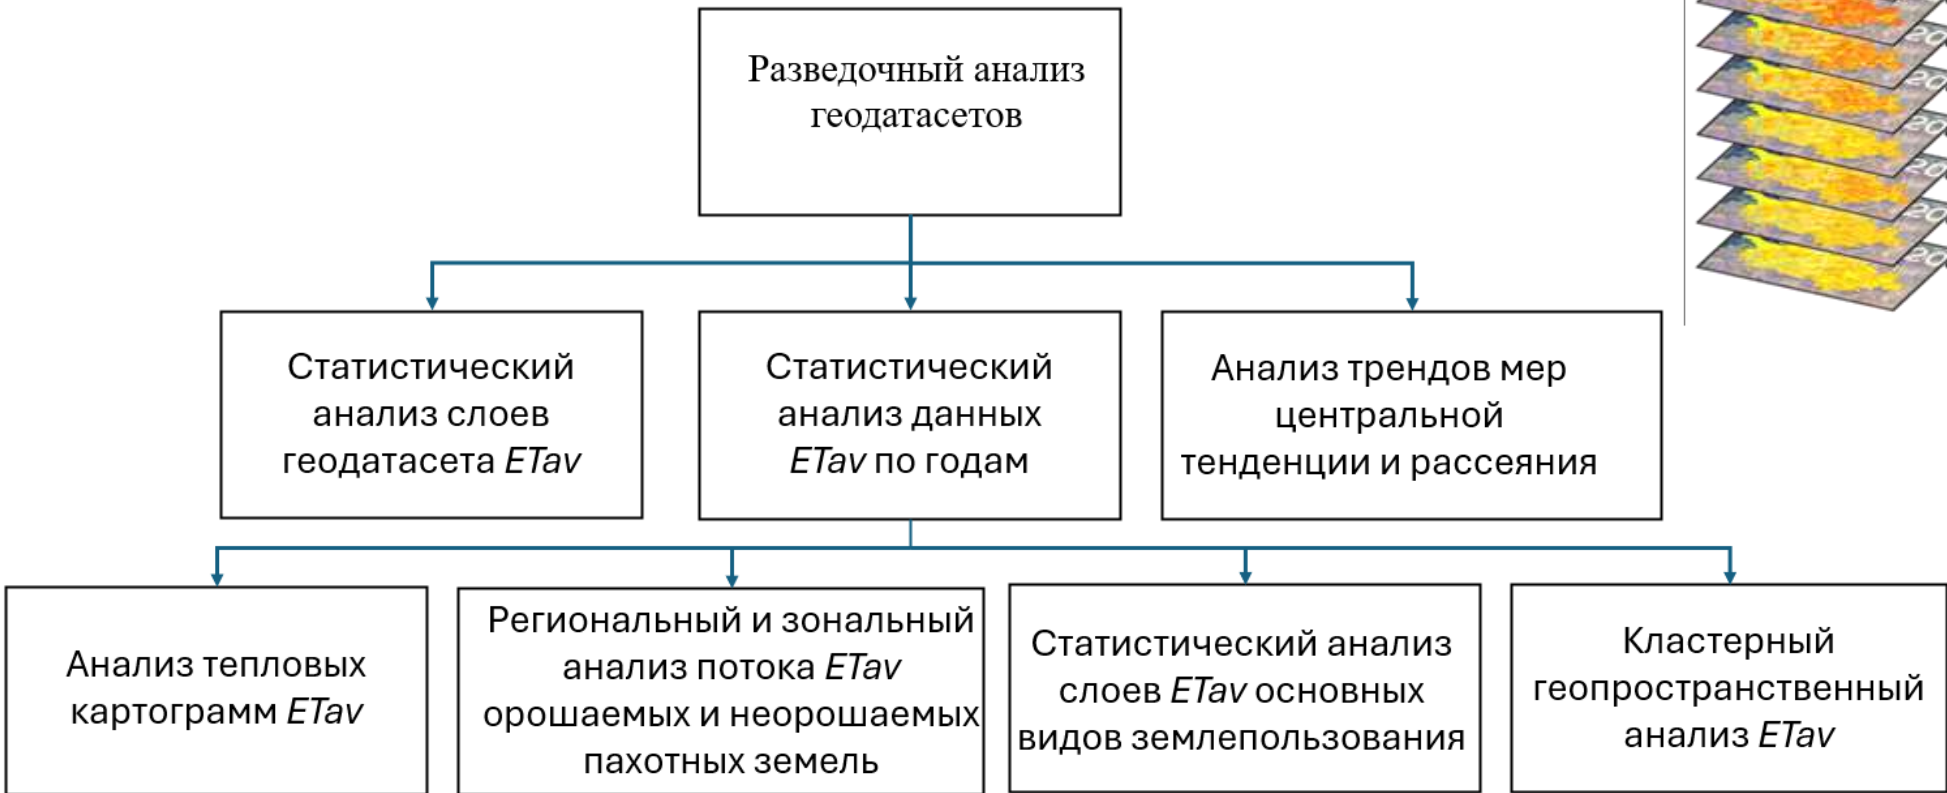 Разведочный анализ
геодатасетов
Статистический
анализ слоев
геодатасета ETav
Статистический
анализ данных
ETav по годам
Анализ трендов мер
центральной
тенденции и рассеяния
Анализ тепловых
картограмм ETav
Региональный и зональный
анализ потока ETav
орошаемых и неорошаемых
пахотных земель
Статистический анализ
слоев ETav основных
видов землепользования
Кластерный
геопространственный
анализ ETav